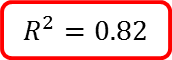 R² = 0.82